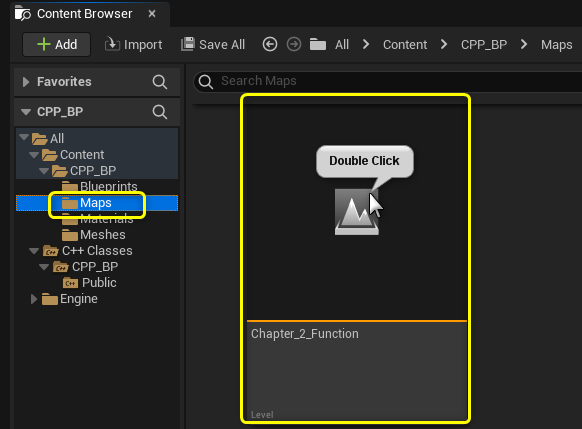 Content Browser ×
+ Add Import Save All All > Content > CPP_BP > Maps
Favorites
Search Maps
CPP_BP
All
Content
CPP_BP
Blueprints
Maps
Materials
Meshes
C++ Classes
CPP_BP
Public
Engine
Double Click
Chapter_2_Function
Level